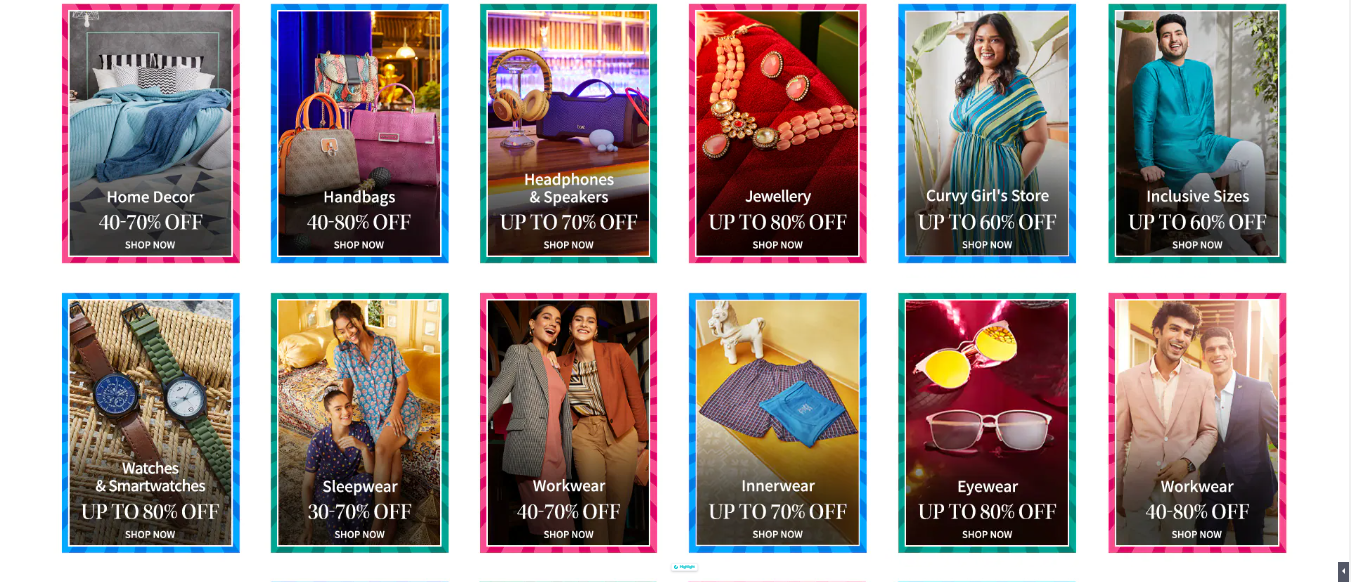 Home Decor
40-70% OFF
SHOP NOW
Handbags
40-80% OFF
SHOP NOW
Headphones
& Speakers
UP TO 70% OFF
SHOP NOW
Jewellery
UP TO 80% OFF
SHOP NOW
Curvy Girl's Store
UP TO 60% OFF
SHOP NOW
Inclusive Sizes
UP TO 60% OFF
SHOP NOW
Watches
& Smartwatches
UP TO 80% OFF
SHOP NOW
Sleepwear
30-70% OFF
SHOP NOW
Workwear
40-70% OFF
SHOP NOW
Innerwear
UP TO 70% OFF
SHOP NOW
Eyewear
UP TO 80% OFF
SHOP NOW
Workwear
40-80% OFF
SHOP NOW
Highlight